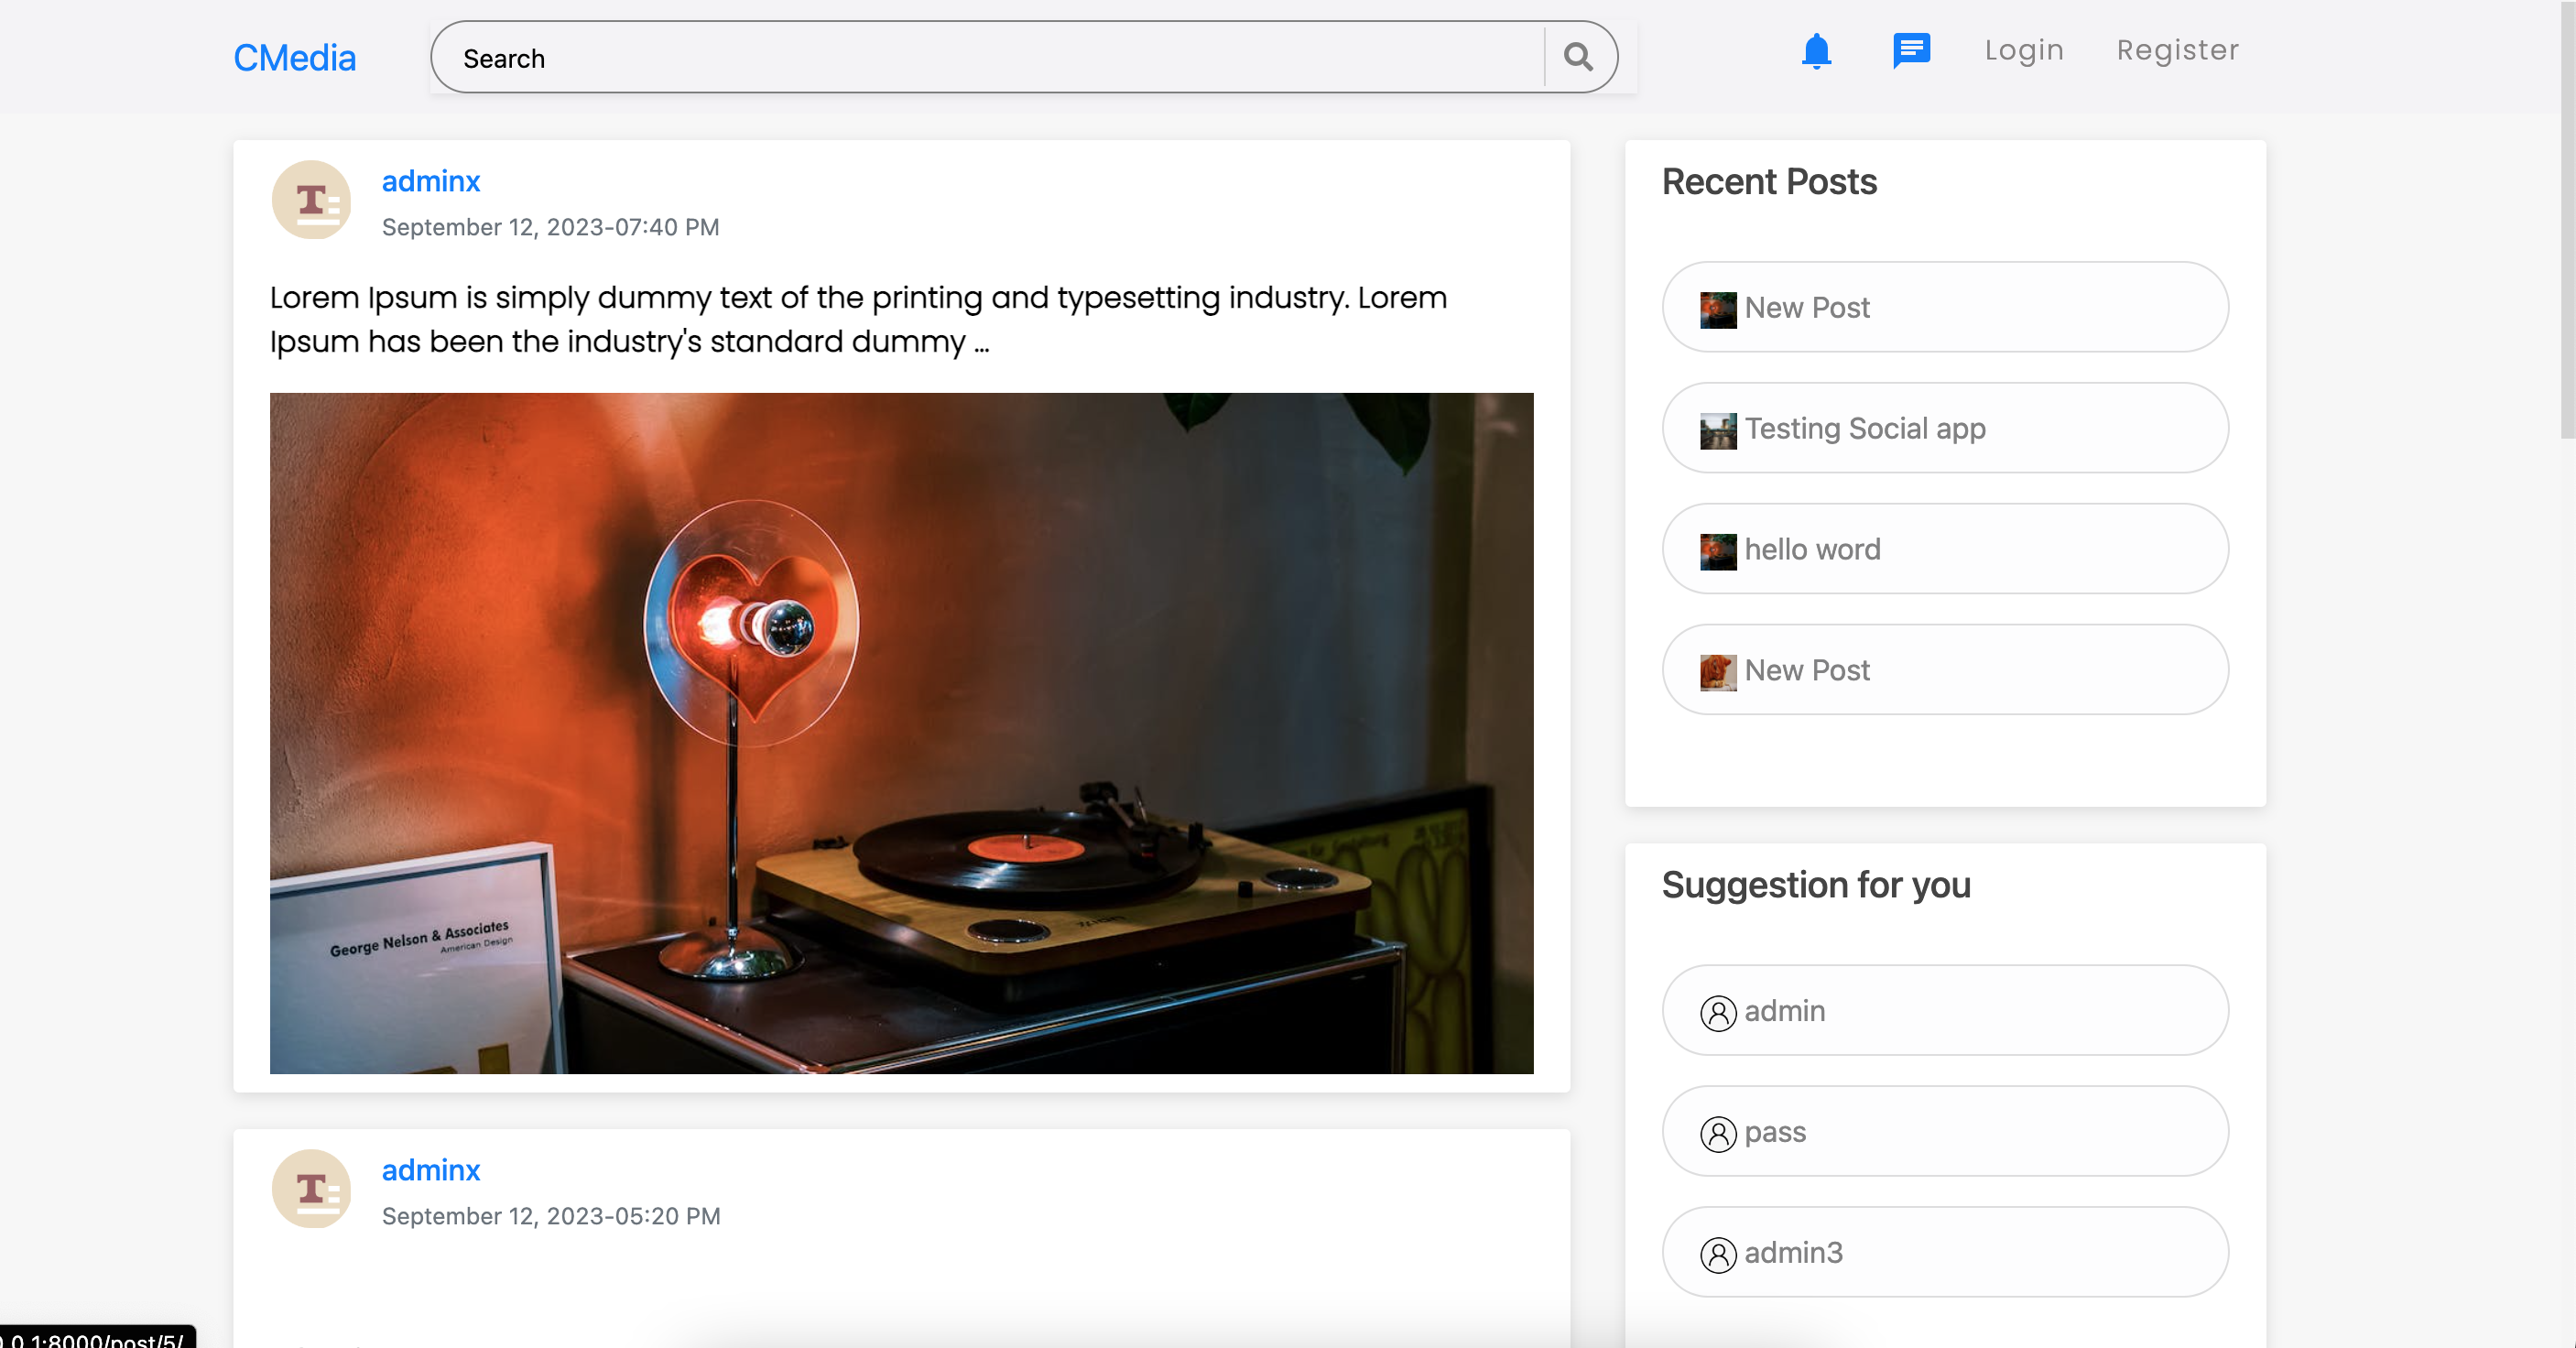 CMedia
Search
Login
Register
adminx
September 12, 2023-07:40 PM
Lorem Ipsum is simply dummy text of the printing and typesetting industry. Lorem
Ipsum has been the industry's standard dummy ...
George Nelson & Associates
American Design
adminx
September 12, 2023-05:20 PM
Recent Posts
New Post
Testing Social app
hello word
New Post
Suggestion for you
admin
pass
admin3
0.1:8000/post/5/